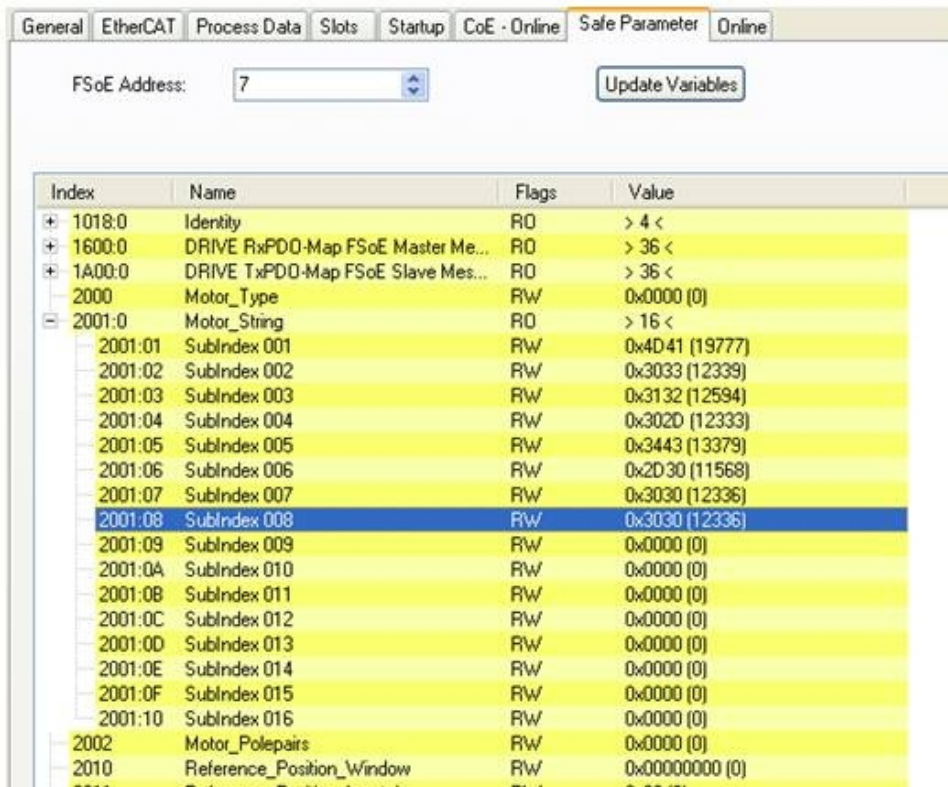 General EtherCAT Process Data Slots Startup CoE - Online Safe Parameter Online
FSoE Address: 7 Update Variables
Index Name Flags Value
1018:0 Identity RO > 4 <
1600:0 DRIVE RxPDO-Map FSoE Master Me... RO > 36 <
1A00:0 DRIVE TxPDO-Map FSoE Slave Mes... RO > 36 <
2000 Motor_Type RW 0x0000 (0)
2001:0 Motor_String RO > 16 <
2001:01 SubIndex 001 RW 0x4D41 (19777)
2001:02 SubIndex 002 RW 0x3033 (12339)
2001:03 SubIndex 003 RW 0x3132 (12594)
2001:04 SubIndex 004 RW 0x302D (12333)
2001:05 SubIndex 005 RW 0x3443 (13379)
2001:06 SubIndex 006 RW 0x2D30 (11568)
2001:07 SubIndex 007 RW 0x3030 (12336)
2001:08 SubIndex 008 RW 0x3030 (12336)
2001:09 SubIndex 009 RW 0x0000 (0)
2001:0A SubIndex 010 RW 0x0000 (0)
2001:0B SubIndex 011 RW 0x0000 (0)
2001:0C SubIndex 012 RW 0x0000 (0)
2001:0D SubIndex 013 RW 0x0000 (0)
2001:0E SubIndex 014 RW 0x0000 (0)
2001:0F SubIndex 015 RW 0x0000 (0)
2001:10 SubIndex 016 RW 0x0000 (0)
2002 Motor_Polepairs RW 0x0000 (0)
2010 Reference_Position_Window RW 0x00000000 (0)